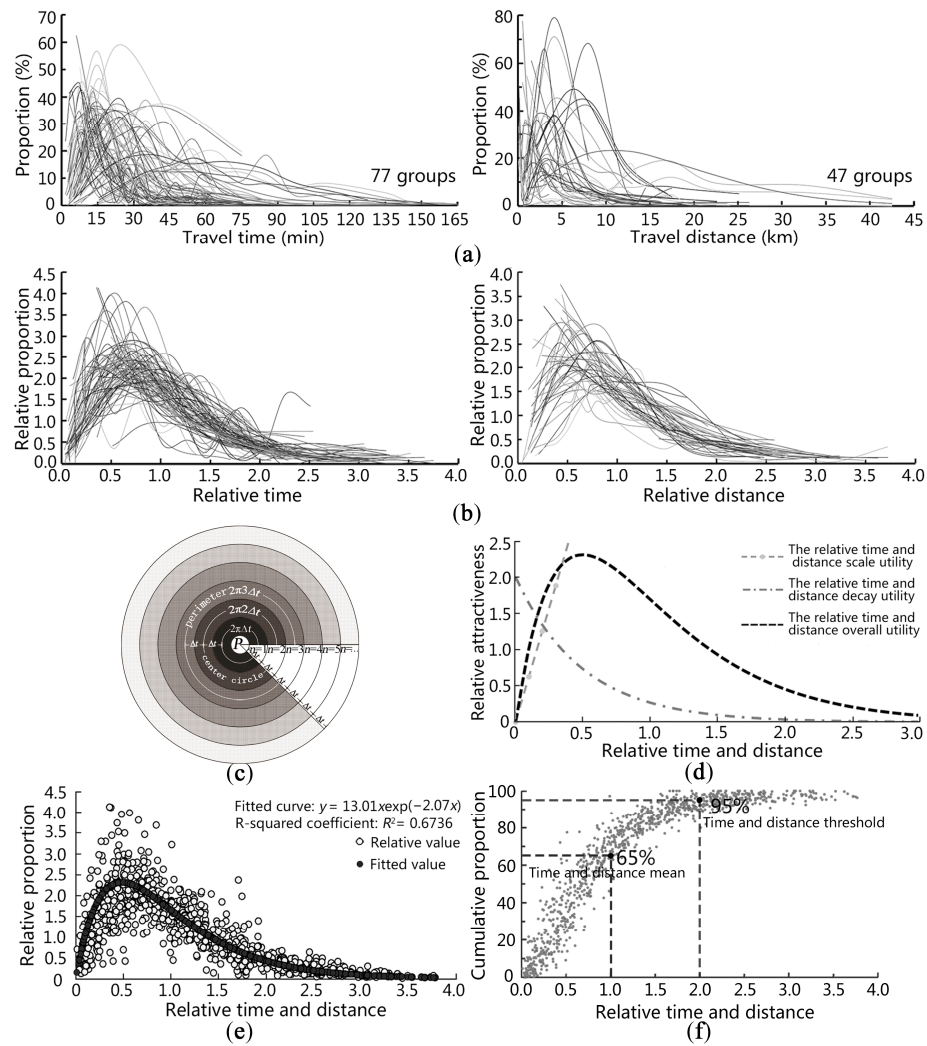 Proportion (%)
70
60
50
40
30
20
10
0
0 15 30 45 60 75 90 105 120 135 150 165
Travel time (min)
77 groups
Proportion (%)
80
60
40
20
0
0 5 10 15 20 25 30 35 40 45
Travel distance (km)
47 groups
(a)
Relative proportion
4.5
4.0
3.5
3.0
2.5
2.0
1.5
1.0
0.5
0.0
0.0 0.5 1.0 1.5 2.0 2.5 3.0 3.5 4.0
Relative time
Relative proportion
4.0
3.5
3.0
2.5
2.0
1.5
1.0
0.5
0.0
0.0 0.5 1.0 1.5 2.0 2.5 3.0 3.5 4.0
Relative distance
(b)
perimeter 2π3Δt
2π2Δt
2πΔt
P
n=1 n=2 n=3 n=4 n=5 n=...
Δt Δt
center circle
Δt Δt Δt Δt Δt Δt
(c)
Relative attractiveness
2.5
2.0
1.5
1.0
0.5
0
0 0.5 1.0 1.5 2.0 2.5 3.0
Relative time and distance
The relative time and
distance scale utility
The relative time and
distance decay utility
The relative time and
distance overall utility
(d)
Relative proportion
4.5
4.0
3.5
3.0
2.5
2.0
1.5
1.0
0.5
0
0 0.5 1.0 1.5 2.0 2.5 3.0 3.5 4.0
Relative time and distance
Fitted curve: y = 13.01xexp(−2.07x)
R-squared coefficient: R²= 0.6736
Relative value
Fitted value
(e)
Cumulative proportion
100
80
60
40
20
0
0.0 0.5 1.0 1.5 2.0 2.5 3.0 3.5 4.0
Relative time and distance
95%
Time and distance threshold
65%
Time and distance mean
(f)